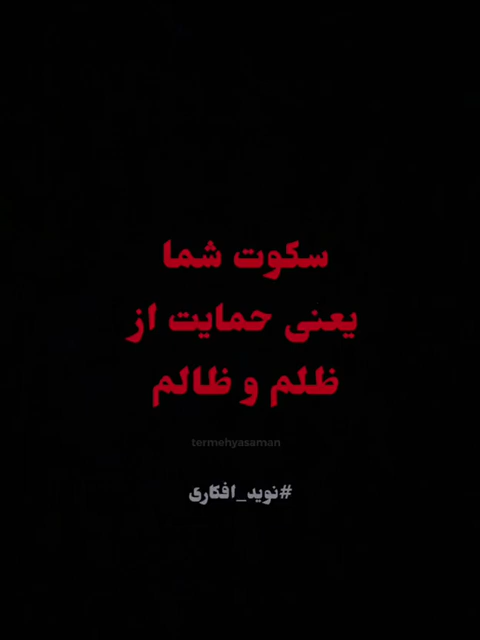 سکوت شما
یعنی حمایت از
ظلم و ظالم
termehyasaman
#نوید_افکاری